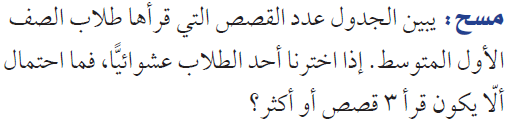 مسح: يبين الجدول عدد القصص التي قرأها طلاب الصف
الأول المتوسط. إذا اخترنا أحد الطلاب عشوائيًّا، فما احتمال
ألّا يكون قرأ ٣ قصص أو أكثر؟